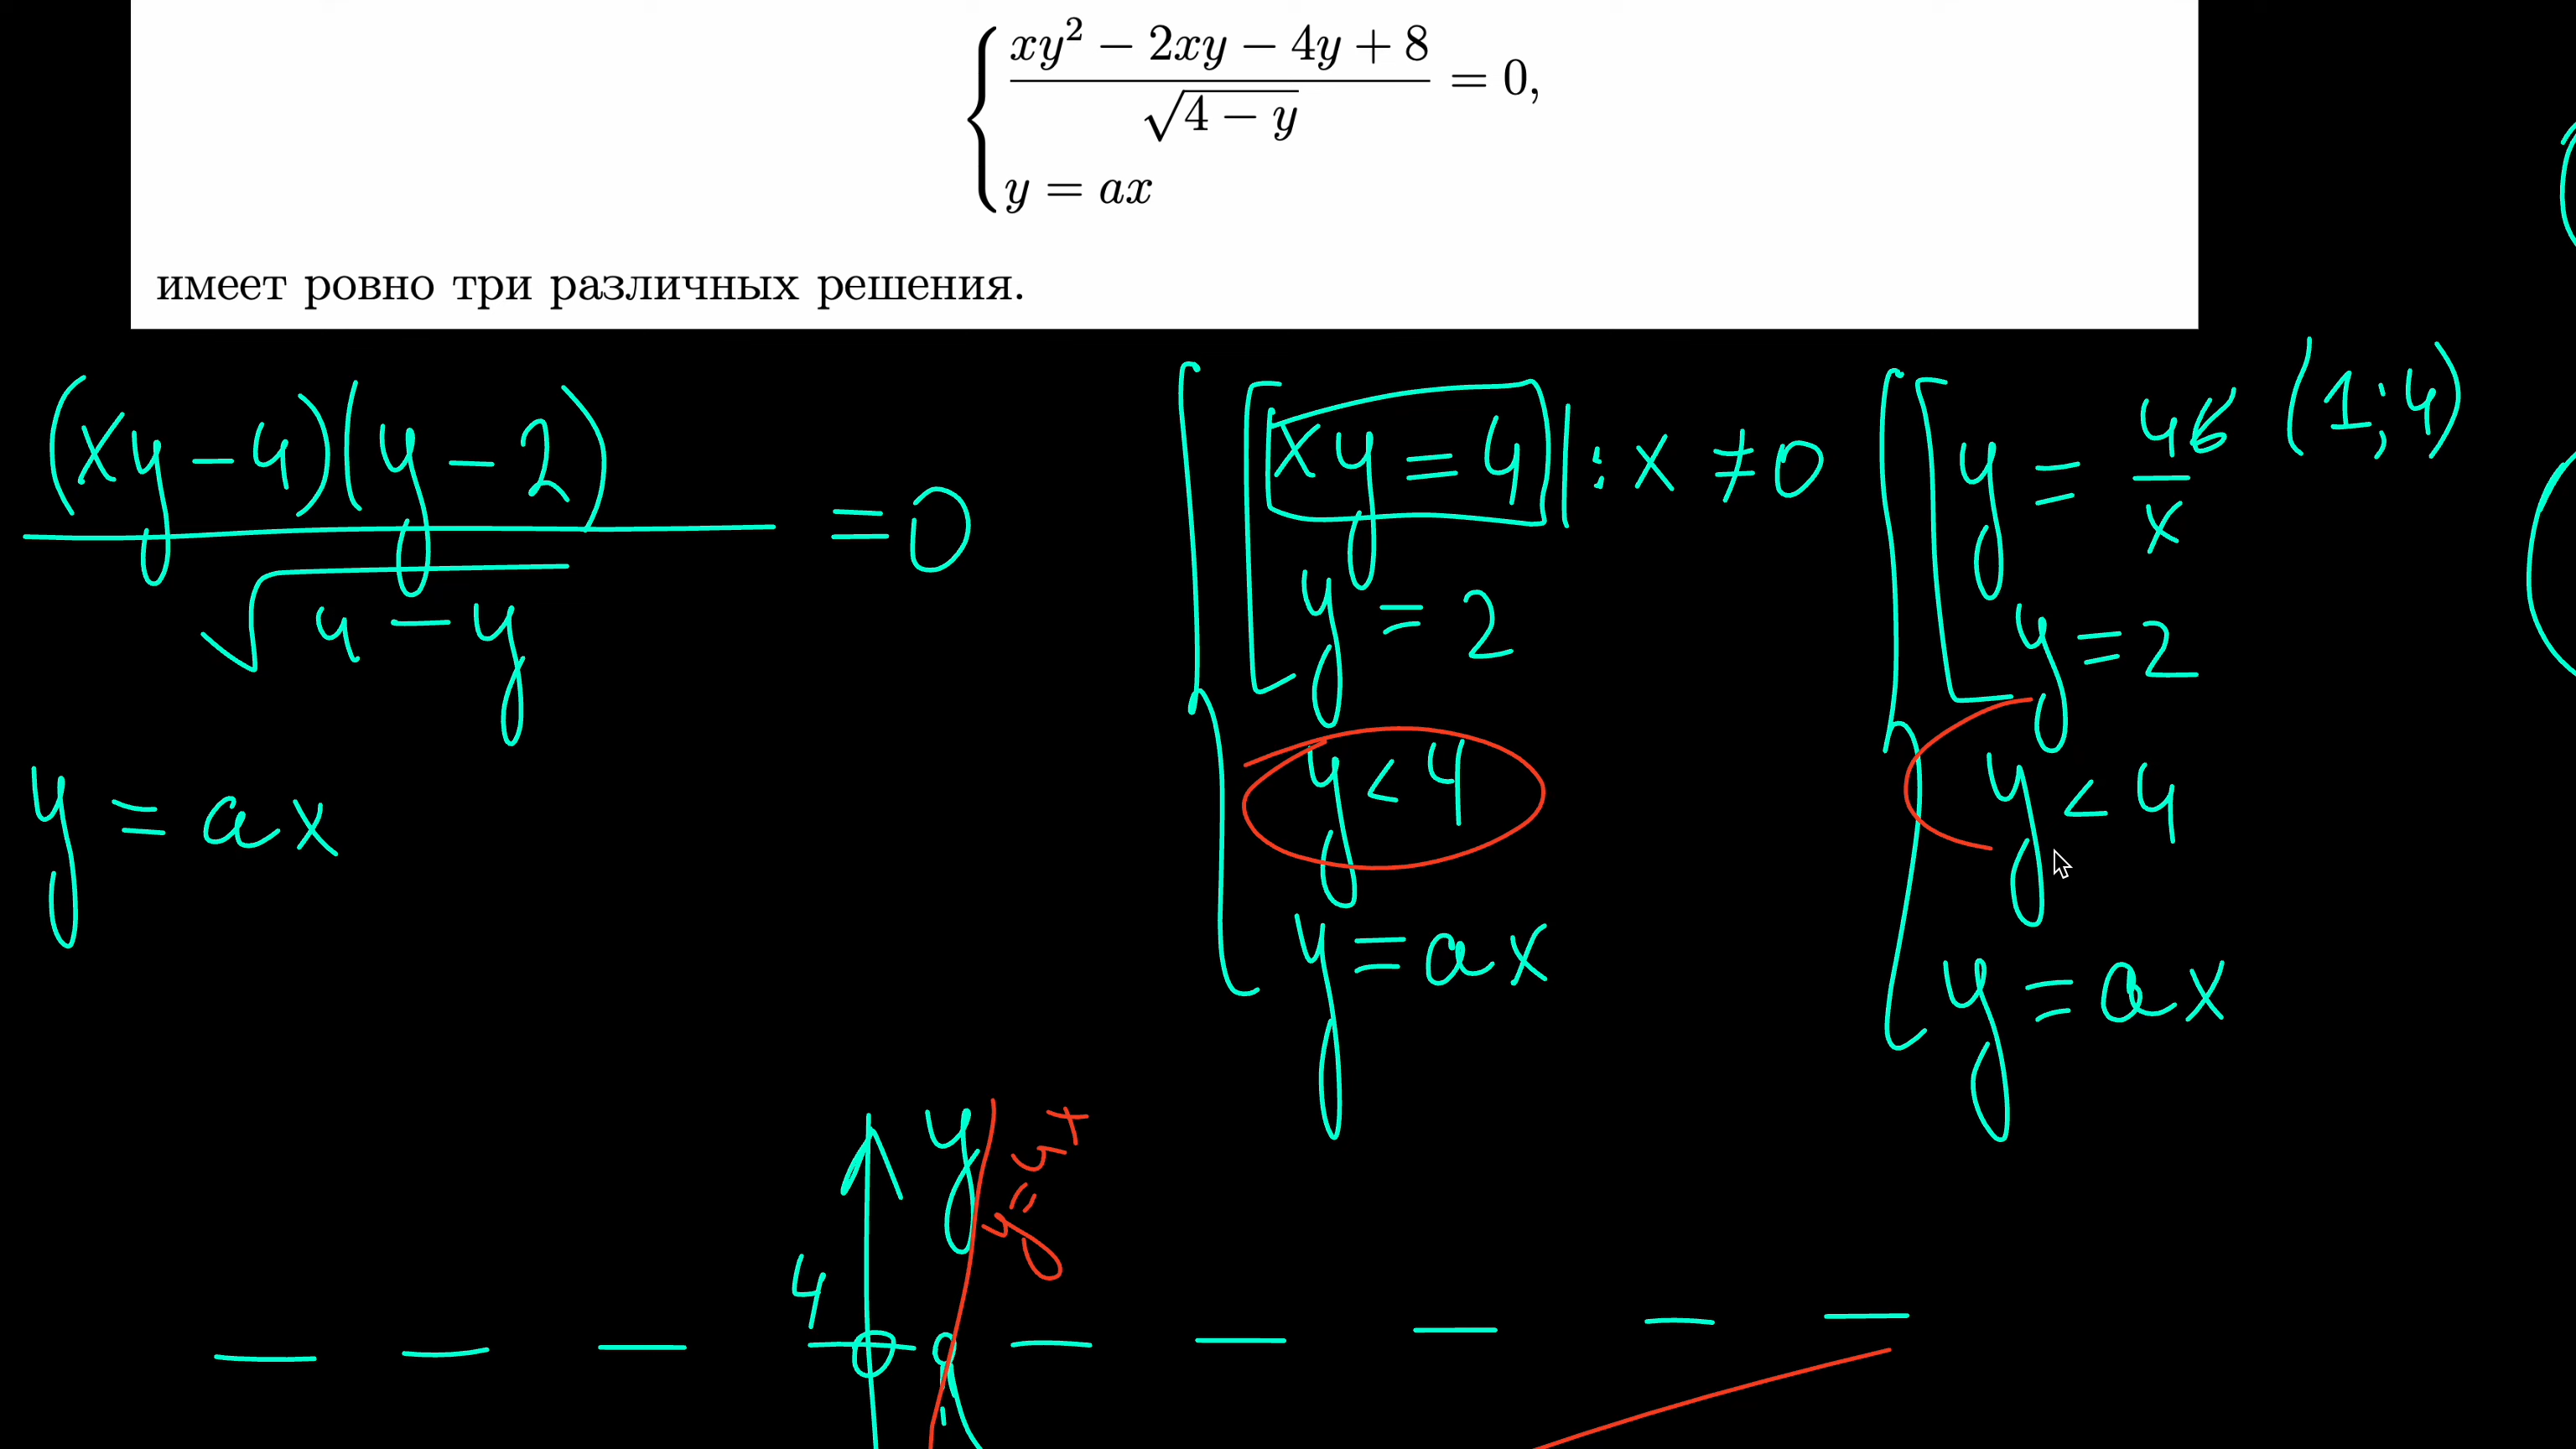 xy² − 2xy − 4y + 8
√(4 − y)
= 0,
y = ax
имеет ровно три различных решения.
(xy − 4)(y − 2)
√(4 − y)
= 0
y = ax
xy = 4 | : x ≠ 0
y = 2
y < 4
y = ax
y = 4
x
(1; 4)
y = 2
y < 4
y = ax
y
y = 4x
4